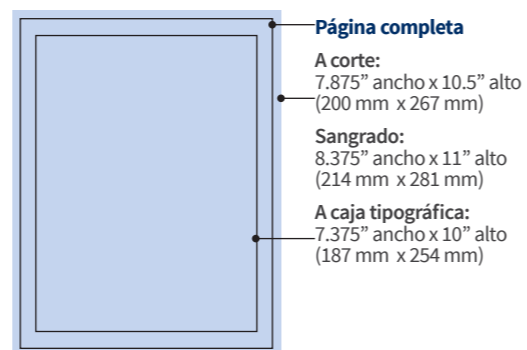 Página completa
A corte:
7.875” ancho x 10.5” alto
(200 mm x 267 mm)
Sangrado:
8.375” ancho x 11” alto
(214 mm x 281 mm)
A caja tipográfica:
7.375” ancho x 10” alto
(187 mm x 254 mm)